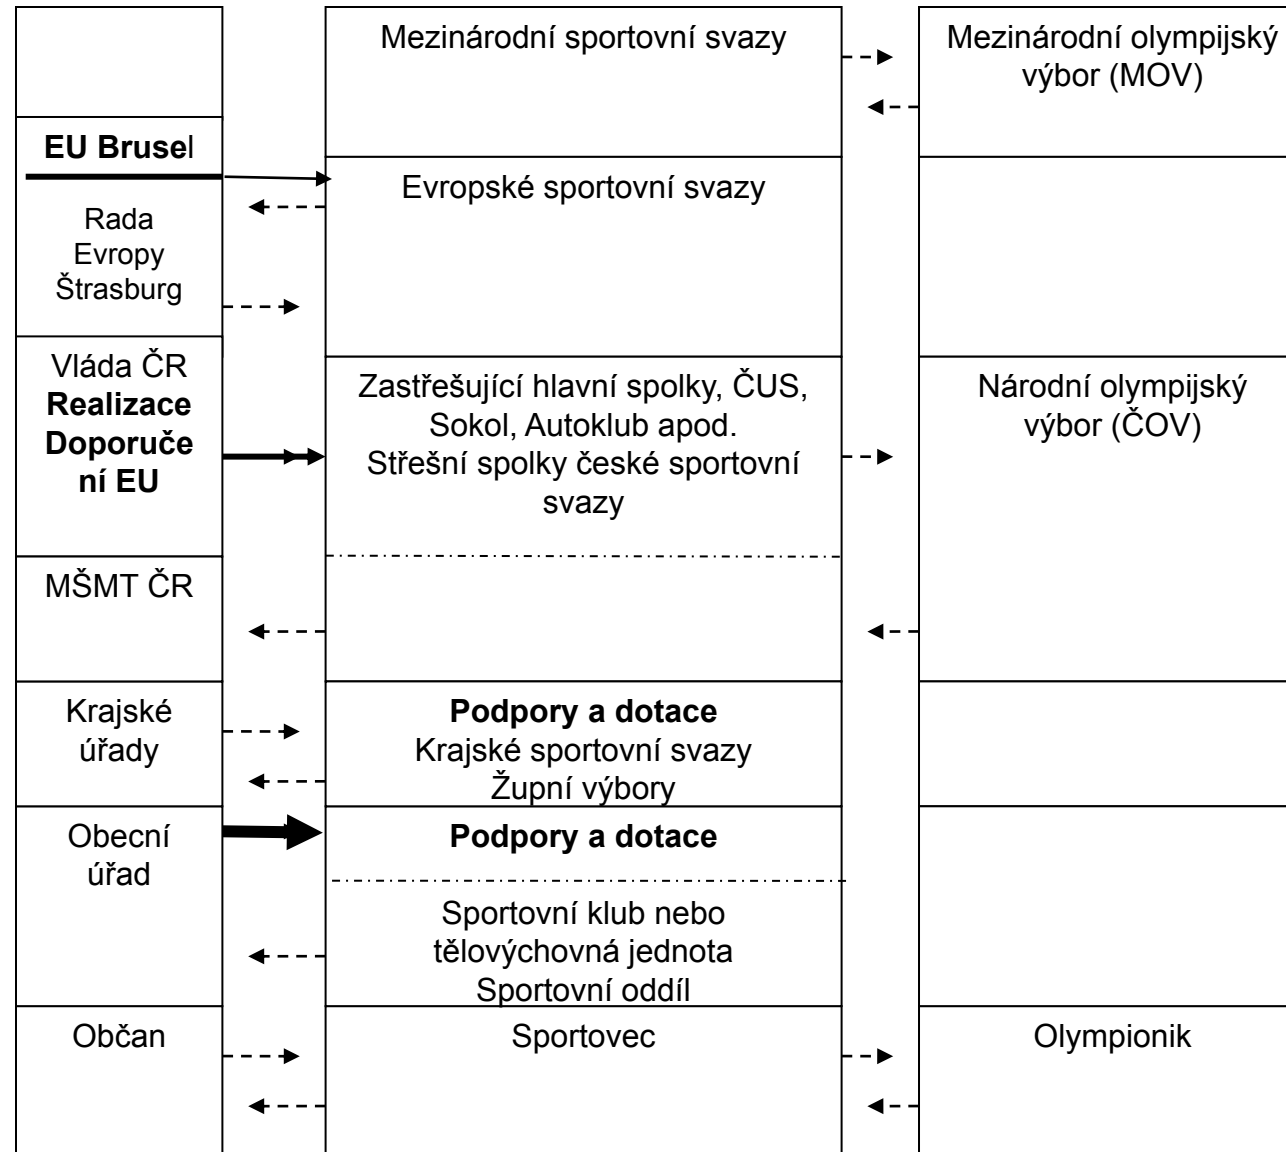 Mezinárodní sportovní svazy
Mezinárodní olympijský
výbor (MOV)
EU Brusel
Rada
Evropy
Štrasburg
Evropské sportovní svazy
Vláda ČR
Realizace
Doporuče
ní EU
Zastřešující hlavní spolky, ČUS,
Sokol, Autoklub apod.
Střešní spolky české sportovní
svazy
Národní olympijský
výbor (ČOV)
MŠMT ČR
Krajské
úřady
Podpory a dotace
Krajské sportovní svazy
Župní výbory
Obecní
úřad
Podpory a dotace
Sportovní klub nebo
tělovýchovná jednota
Sportovní oddíl
Občan
Sportovec
Olympionik